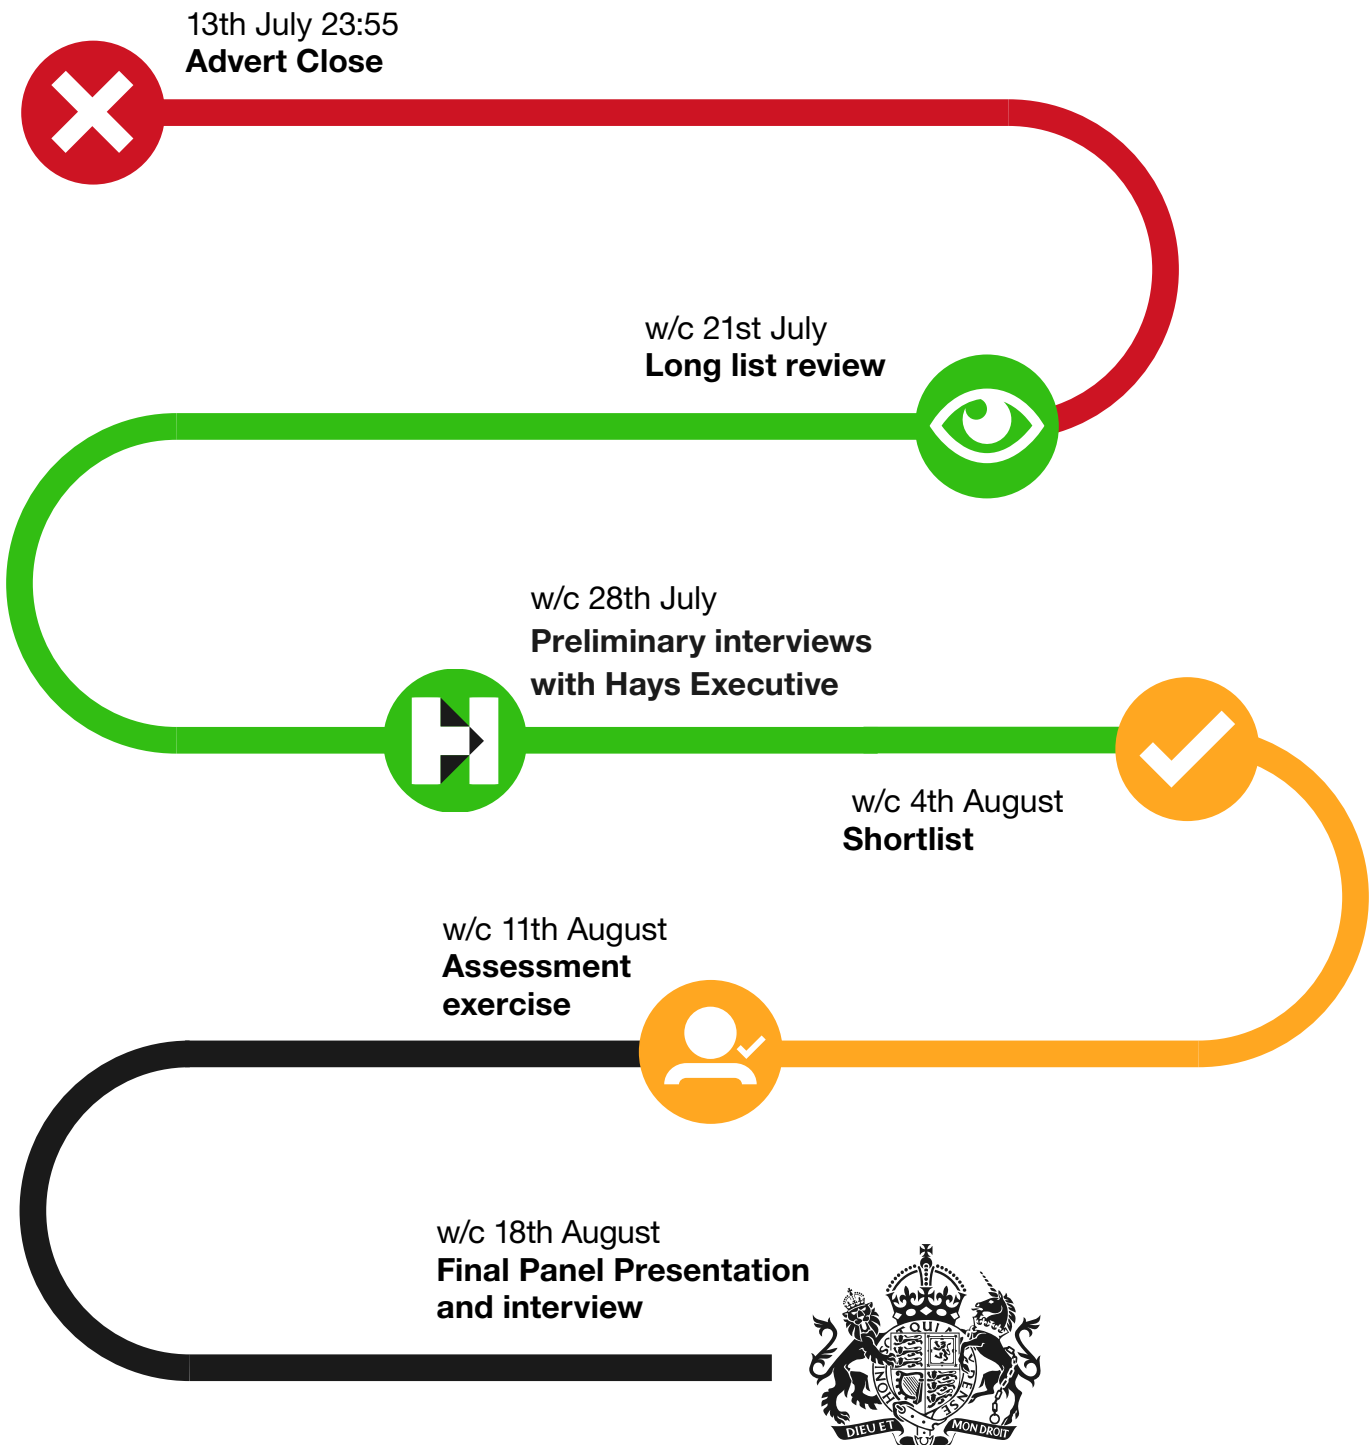 13th July 23:55
Advert Close
w/c 21st July
Long list review
w/c 28th July
Preliminary interviews
with Hays Executive
w/c 4th August
Shortlist
w/c 11th August
Assessment
exercise
w/c 18th August
Final Panel Presentation
and interview
DIEU ET MON DROIT